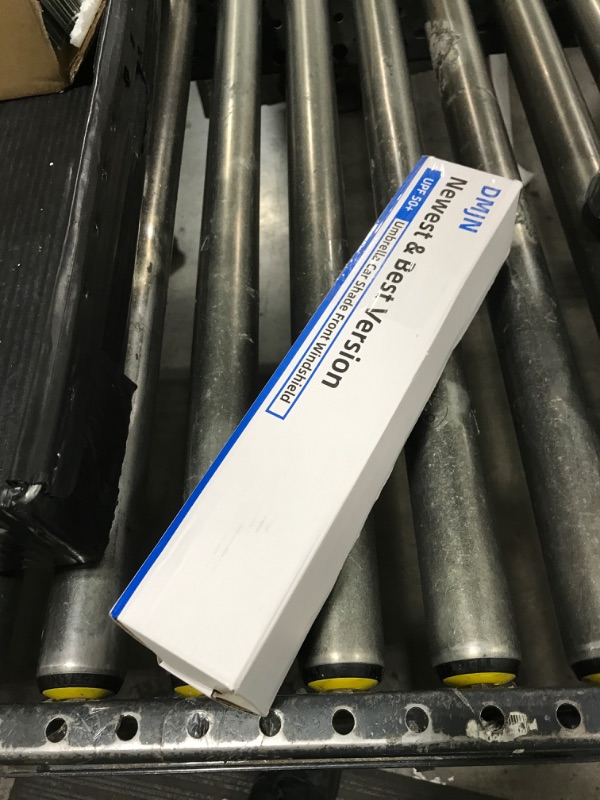 DMJN
Newest & Best Version
UPF 50+ Umbrella Car Shade Front Windshield